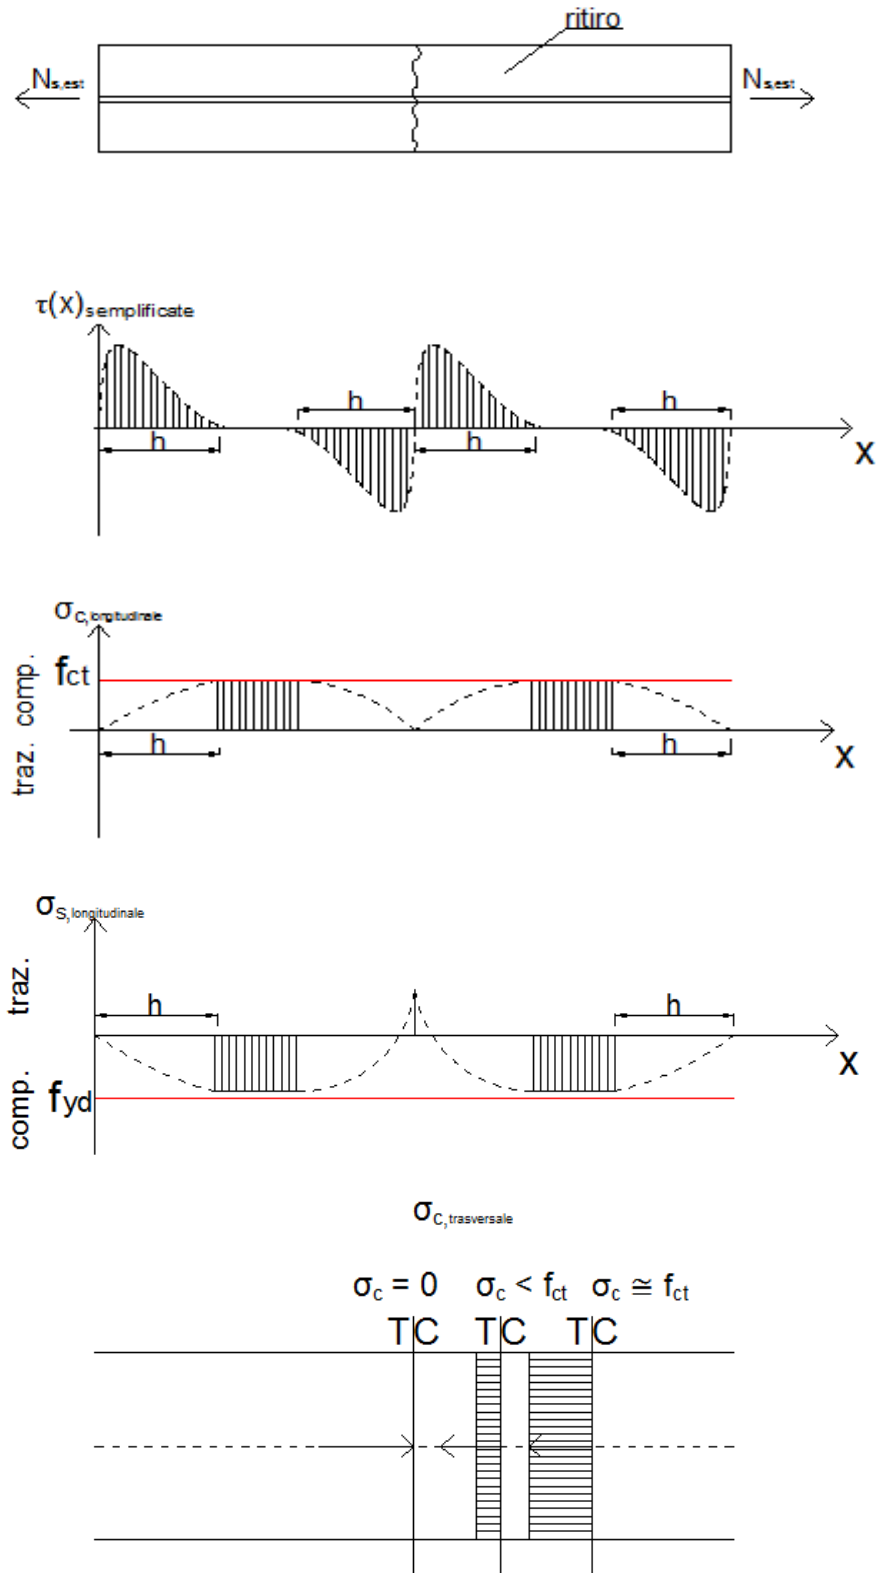 ritiro
Ns,est
Ns,est
τ(x)semplificate
h
h
h
h
x
σc,longitudinale
fct
comp.
traz.
h
h
x
σs,longitudinale
traz.
h
h
x
comp.
fyd
σc,trasversale
σc = 0 σc < fct σc ≅ fct
T C T C T C